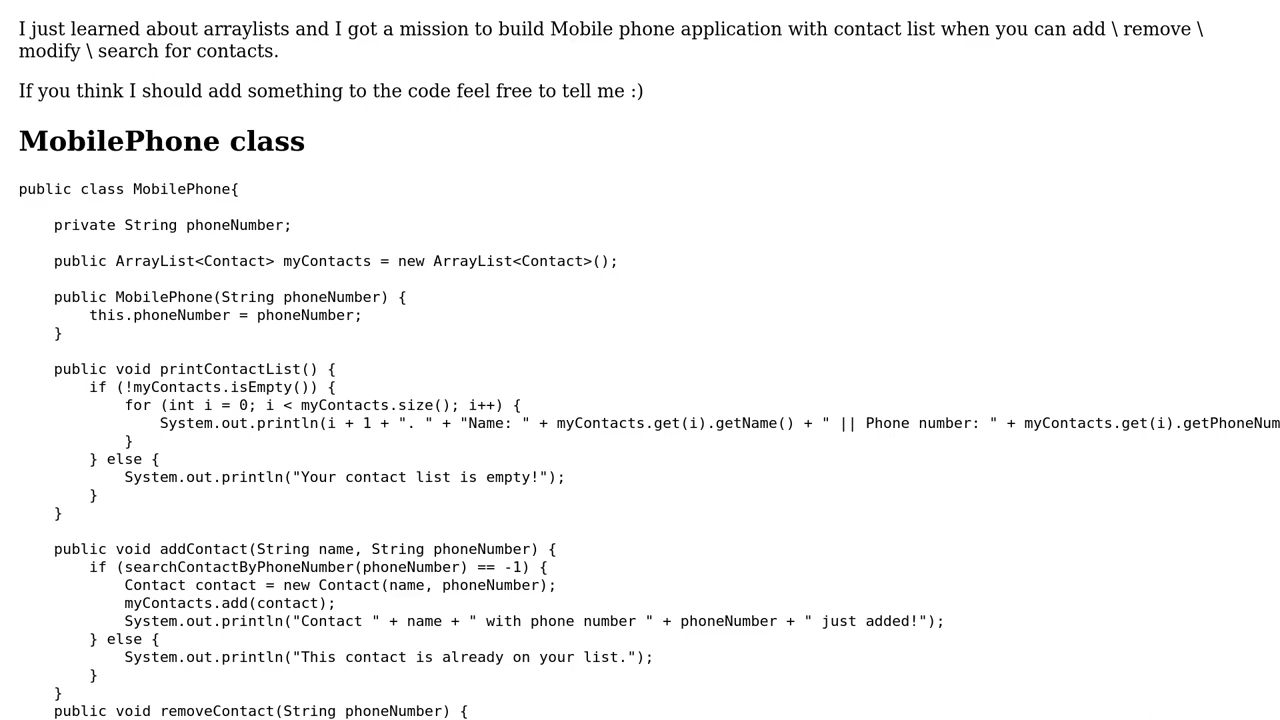 I just learned about arraylists and I got a mission to build Mobile phone application with contact list when you can add \ remove \
modify \ search for contacts.
If you think I should add something to the code feel free to tell me :)
MobilePhone class
public class MobilePhone{
    private String phoneNumber;
    public ArrayList<Contact> myContacts = new ArrayList<Contact>();
    public MobilePhone(String phoneNumber) {
        this.phoneNumber = phoneNumber;
    }
    public void printContactList() {
        if (!myContacts.isEmpty()) {
            for (int i = 0; i < myContacts.size(); i++) {
                System.out.println(i + 1 + ". " + "Name: " + myContacts.get(i).getName() + " || Phone number: " + myContacts.get(i).getPhoneNum
            }
        } else {
            System.out.println("Your contact list is empty!");
        }
    }
    public void addContact(String name, String phoneNumber) {
        if (searchContactByPhoneNumber(phoneNumber) == -1) {
            Contact contact = new Contact(name, phoneNumber);
            myContacts.add(contact);
            System.out.println("Contact " + name + " with phone number " + phoneNumber + " just added!");
        } else {
            System.out.println("This contact is already on your list.");
        }
    }
    public void removeContact(String phoneNumber) {